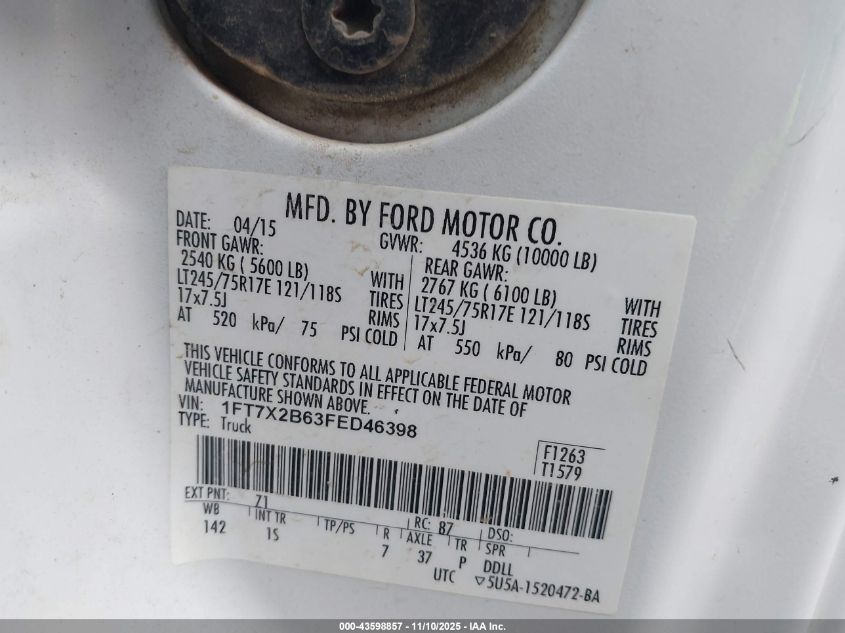 MFD. BY FORD MOTOR CO.
DATE: 04/15 GVWR: 4536 KG (10000 LB)
FRONT GAWR: REAR GAWR:
2540 KG ( 5600 LB) WITH 2767 KG ( 6100 LB) WITH
LT245/75R17E 121/118S TIRES LT245/75R17E 121/118S TIRES
17x7.5J RIMS 17x7.5J RIMS
AT 520 kPa/ 75 PSI COLD AT 550 kPa/ 80 PSI COLD
THIS VEHICLE CONFORMS TO ALL APPLICABLE FEDERAL MOTOR
VEHICLE SAFETY STANDARDS IN EFFECT ON THE DATE OF
MANUFACTURE SHOWN ABOVE.
VIN: 1FT7X2B63FED46398
TYPE: Truck
F1263
T1579
EXT PNT: Z1 RC: B7 DSO:
WB INT TR TP/PS R AXLE TR SPR
142 IS 7 37 P DDLL
UTC ▽5U5A-1520472-BA
000-43598857 - 11/10/2025 - IAA Inc.